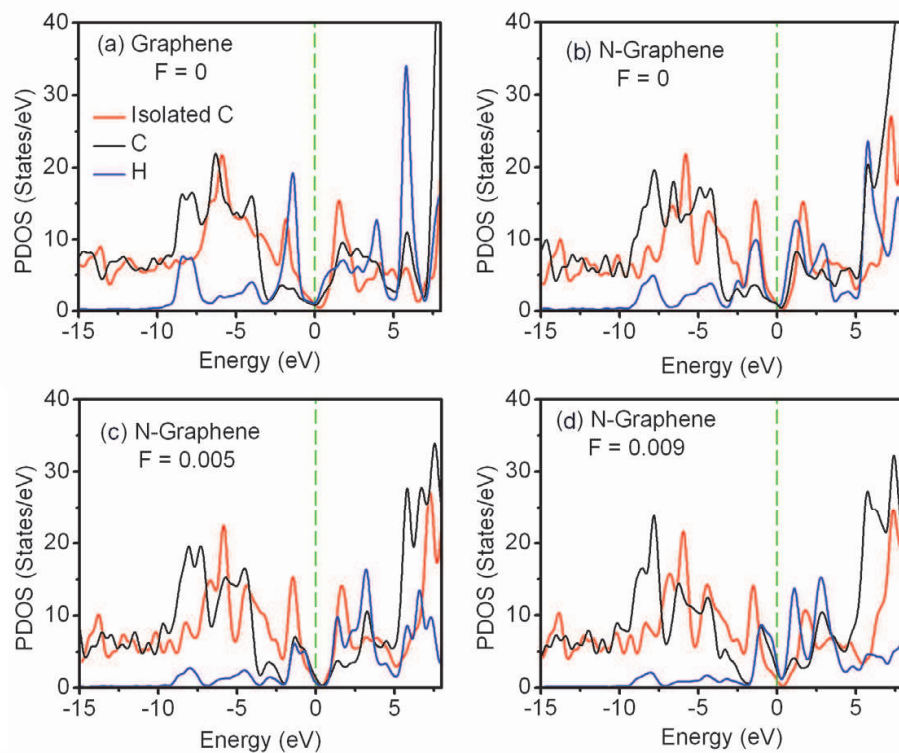 (a) Graphene
F = 0
Isolated C
C
H
PDOS (States/eV)
40
30
20
10
0
-15
-10
-5
0
5
Energy (eV)
(b) N-Graphene
F = 0
PDOS (States/eV)
40
30
20
10
0
-15
-10
-5
0
5
Energy (eV)
(c) N-Graphene
F = 0.005
PDOS (States/eV)
40
30
20
10
0
-15
-10
-5
0
5
Energy (eV)
(d) N-Graphene
F = 0.009
PDOS (States/eV)
40
30
20
10
0
-15
-10
-5
0
5
Energy (eV)